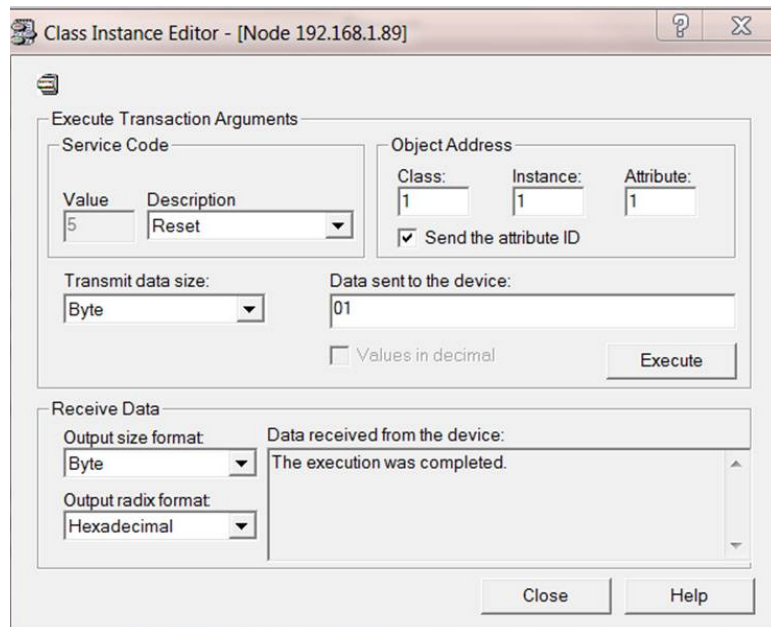 Class Instance Editor - [Node 192.168.1.89]
Execute Transaction Arguments
Service Code
Object Address
Value Description
5 Reset
Class: Instance: Attribute:
1 1 1
Send the attribute ID
Transmit data size:
Byte
Data sent to the device:
01
Values in decimal
Execute
Receive Data
Output size format:
Byte
Output radix format:
Hexadecimal
Data received from the device:
The execution was completed.
Close Help